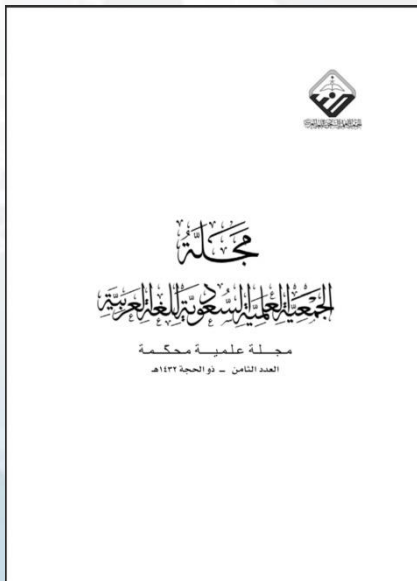 مجلة
الجمعية العلمية السعودية للغة العربية
مجلة علمية محكمة
العدد الثامن – ذو الحجة ١٤٣٢هـ